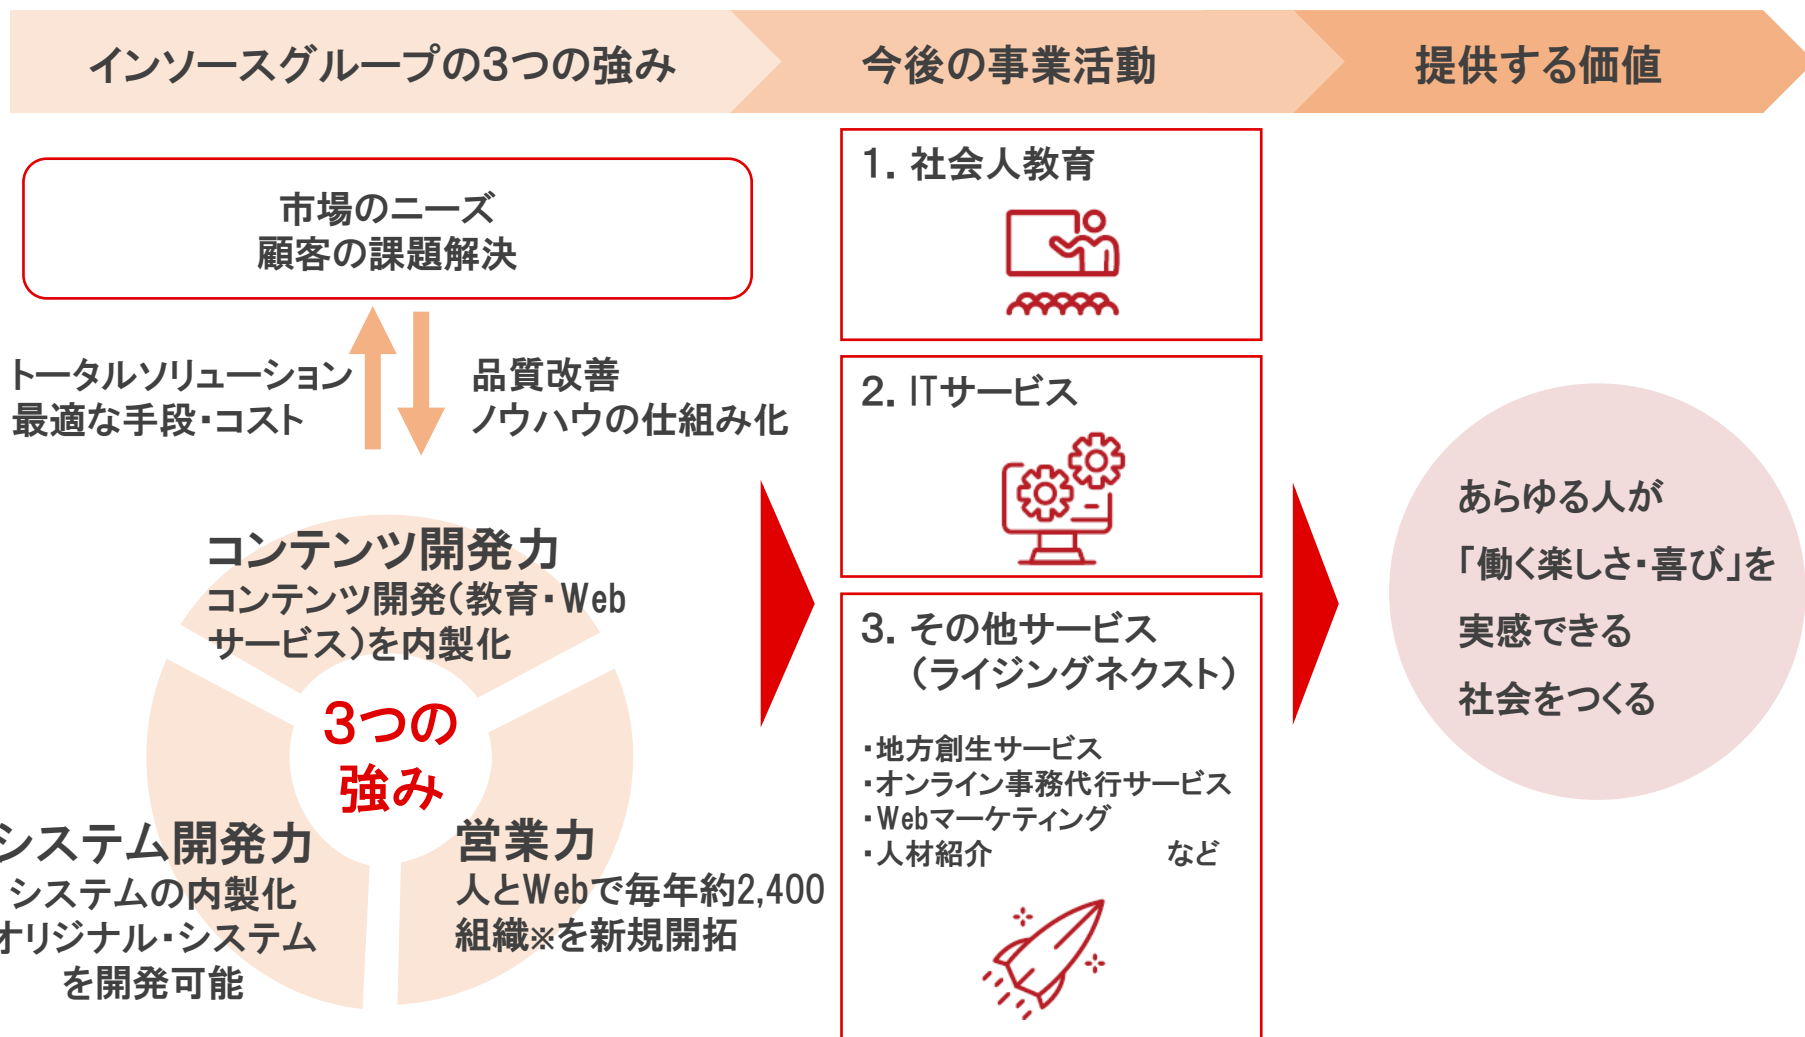 インソースグループの3つの強み
今後の事業活動
提供する価値
市場のニーズ
顧客の課題解決
トータルソリューション
最適な手段・コスト
品質改善
ノウハウの仕組み化
コンテンツ開発力
コンテンツ開発(教育・Web
サービス)を内製化
3つの
強み
システム開発力
システムの内製化
オリジナル・システム
を開発可能
営業力
人とWebで毎年約2,400
組織※を新規開拓
1. 社会人教育
2. ITサービス
3. その他サービス
(ライジングネクスト)
・地方創生サービス
・オンライン事務代行サービス
・Webマーケティング
・人材紹介 など
あらゆる人が
「働く楽しさ・喜び」を
実感できる
社会をつくる